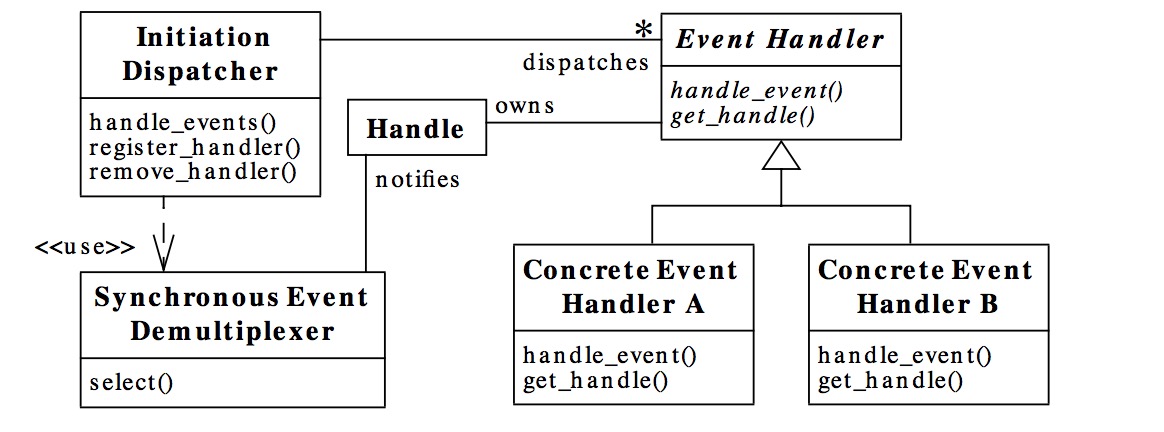 Initiation
Dispatcher
handle_events()
register_handler()
remove_handler()
*
dispatches
Event Handler
handle_event()
get_handle()
owns
Handle
notifies
<<use>>
Synchronous Event
Demultiplexer
select()
Concrete Event
Handler A
handle_event()
get_handle()
Concrete Event
Handler B
handle_event()
get_handle()